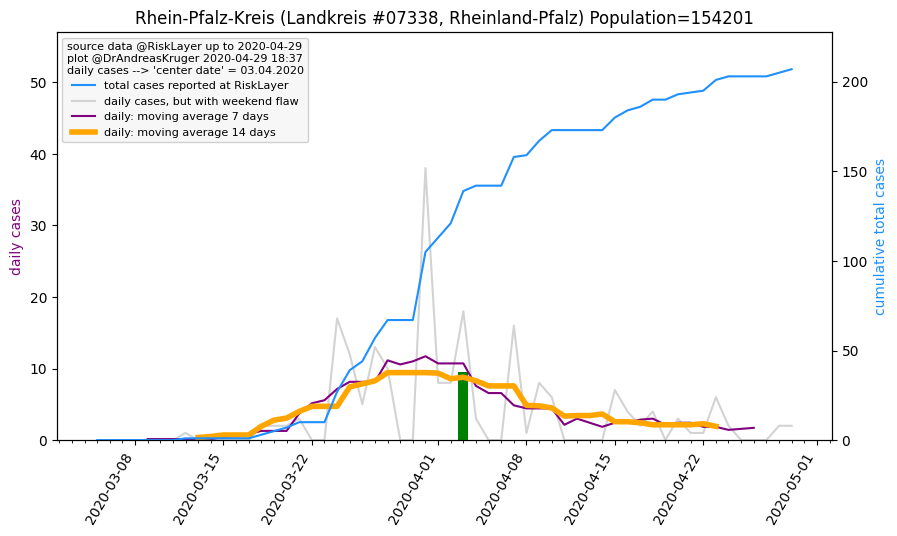 Rhein-Pfalz-Kreis (Landkreis #07338, Rheinland-Pfalz) Population=154201
source data @RiskLayer up to 2020-04-29
plot @DrAndreasKruger 2020-04-29 18:37
daily cases --> 'center date' = 03.04.2020
total cases reported at RiskLayer
daily cases, but with weekend flaw
daily: moving average 7 days
daily: moving average 14 days
daily cases
50
40
30
20
10
0
200
150
100
50
0
cumulative total cases
2020-03-08
2020-03-15
2020-03-22
2020-04-01
2020-04-08
2020-04-15
2020-04-22
2020-05-01